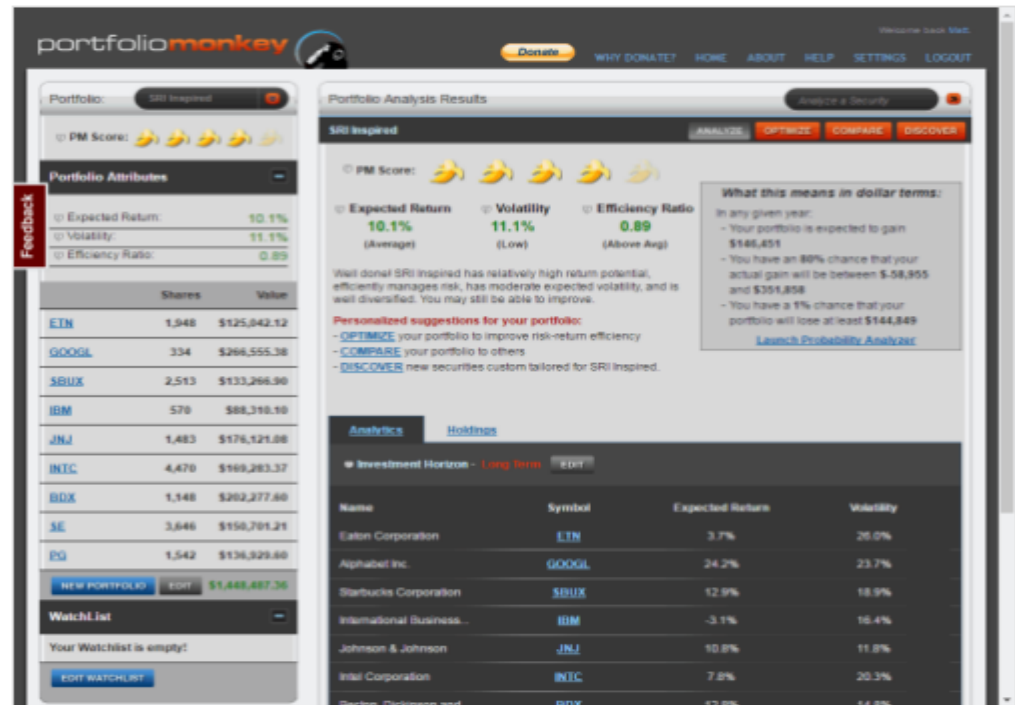 portfoliomonkey
Welcome back Matt.
Donate WHY DONATE? HOME ABOUT HELP SETTINGS LOGOUT
Portfolio: SRI Inspired
PM Score:
Portfolio Attributes
Expected Return: 10.1%
Volatility: 11.1%
Efficiency Ratio: 0.89
Shares Value
ETN 1,948 $125,042.12
GOOGL 334 $266,555.38
SBUX 2,513 $133,266.90
IBM 570 $88,310.10
JNJ 1,483 $176,121.08
INTC 4,470 $169,283.37
BDX 1,148 $202,277.60
SE 3,646 $150,701.21
PG 1,542 $136,929.60
NEW PORTFOLIO EDIT $1,448,487.36
WatchList
Your Watchlist is empty!
EDIT WATCHLIST
Feedback
Portfolio Analysis Results
Analyze a Security
SRI Inspired
ANALYZE OPTIMIZE COMPARE DISCOVER
PM Score:
Expected Return Volatility Efficiency Ratio
10.1% 11.1% 0.89
(Average) (Low) (Above Avg)
Well done! SRI Inspired has relatively high return potential,
efficiently manages risk, has moderate expected volatility, and is
well diversified. You may still be able to improve.
Personalized suggestions for your portfolio:
- OPTIMIZE your portfolio to improve risk-return efficiency
- COMPARE your portfolio to others
- DISCOVER new securities custom tailored for SRI Inspired.
What this means in dollar terms:
In any given year:
- Your portfolio is expected to gain
$146,451
- You have an 80% chance that your
actual gain will be between $-58,955
and $351,858
- You have a 1% chance that your
portfolio will lose at least $144,849
Launch Probability Analyzer
Analytics Holdings
Investment Horizon - Long Term EDIT
Name Symbol Expected Return Volatility
Eaton Corporation ETN 3.7% 26.0%
Alphabet Inc. GOOGL 24.2% 23.7%
Starbucks Corporation SBUX 12.9% 18.9%
International Business... IBM -3.1% 16.4%
Johnson & Johnson JNJ 10.8% 11.8%
Intel Corporation INTC 7.8% 20.3%
Becton, Dickinson and BDX 12.8% 14.8%